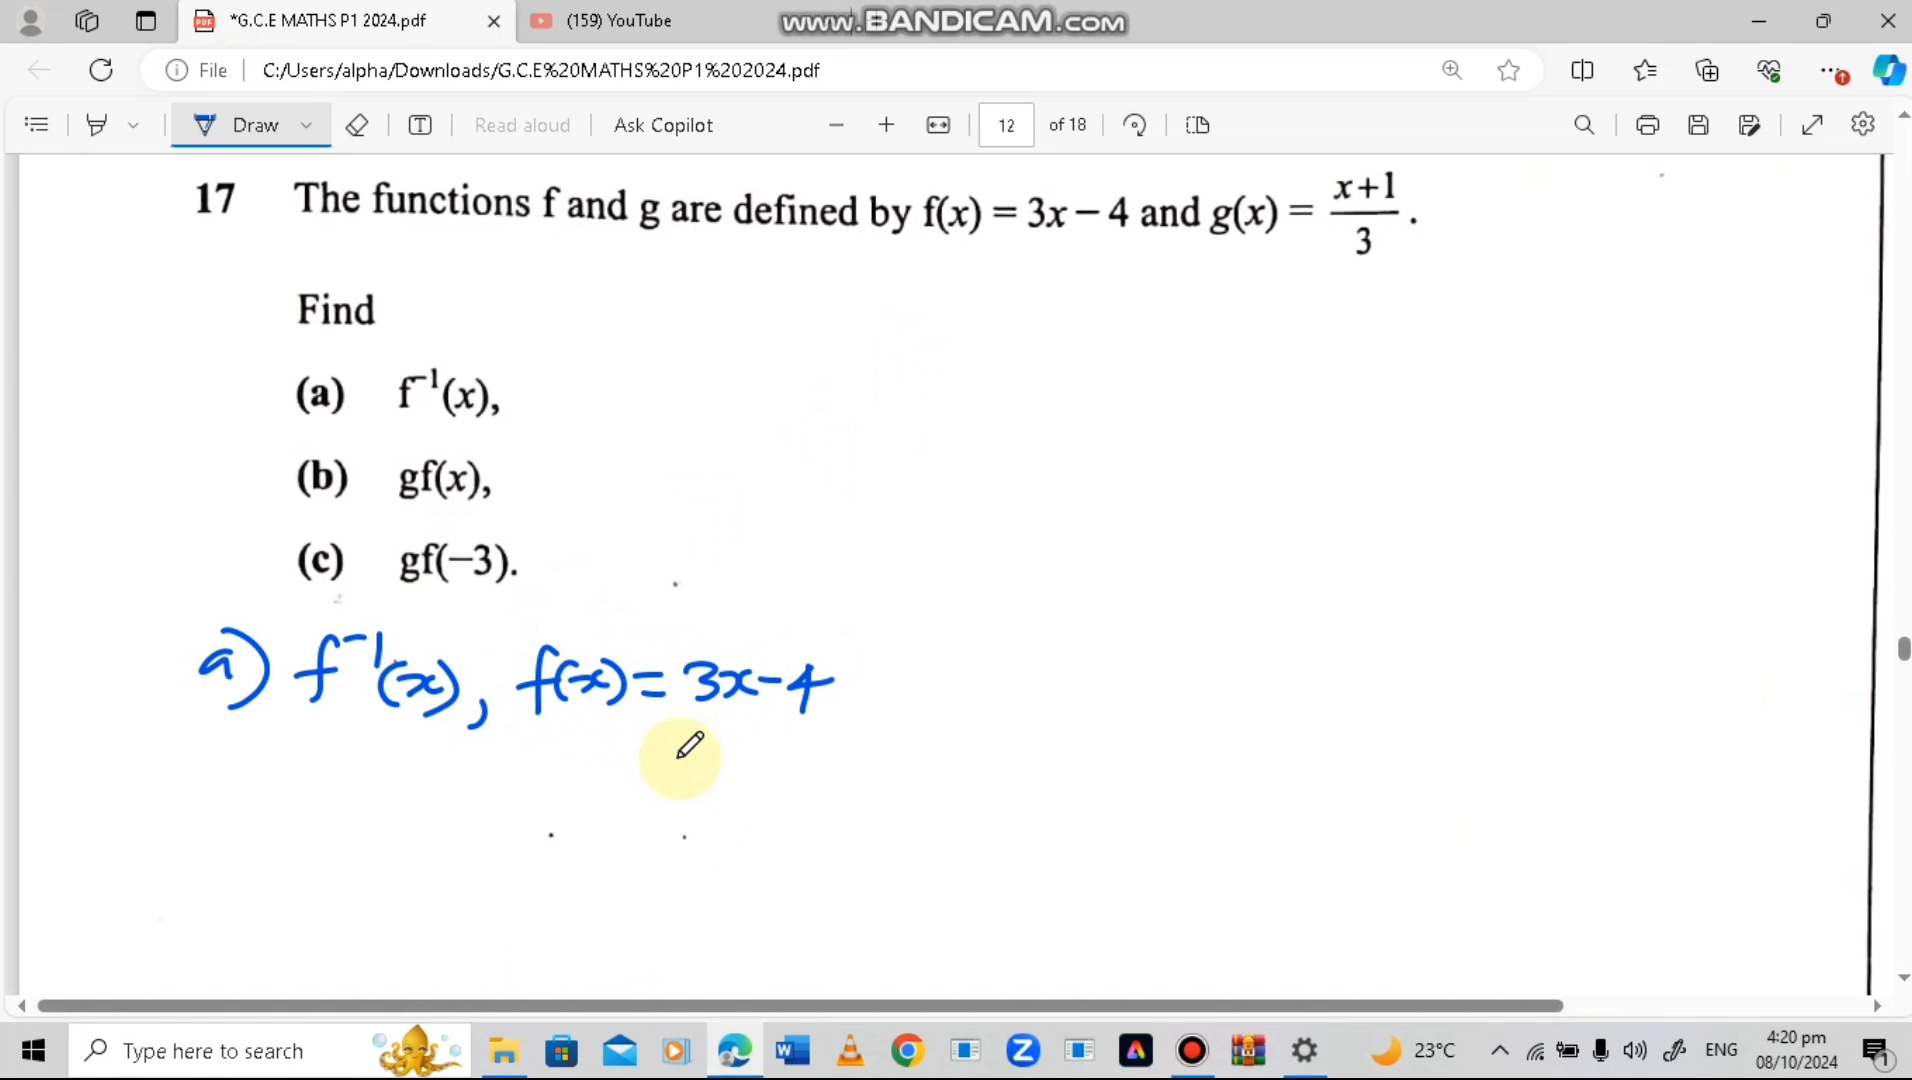 *G.C.E MATHS P1 2024.pdf
(159) YouTube
www.BANDICAM.com
File
C:/Users/alpha/Downloads/G.C.E%20MATHS%20P1%202024.pdf
Draw
Read aloud
Ask Copilot
12
of 18
17 The functions f and g are defined by f(x) = 3x − 4 and g(x) = x+1/3 .
Find
(a) f⁻¹(x),
(b) gf(x),
(c) gf(−3).
a) f⁻¹(x), f(x) = 3x−4
Type here to search
23°C
ENG
4:20 pm
08/10/2024
1